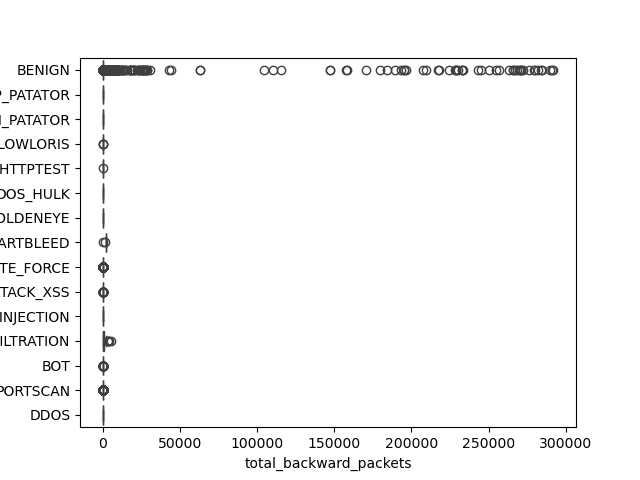 BENIGN
P_PATATOR
H_PATATOR
LOWLORIS
HTTPTEST
DOS_HULK
OLDENEYE
ARTBLEED
TE_FORCE
TACK_XSS
INJECTION
ILTRATION
BOT
PORTSCAN
DDOS
0 50000 100000 150000 200000 250000 300000
total_backward_packets